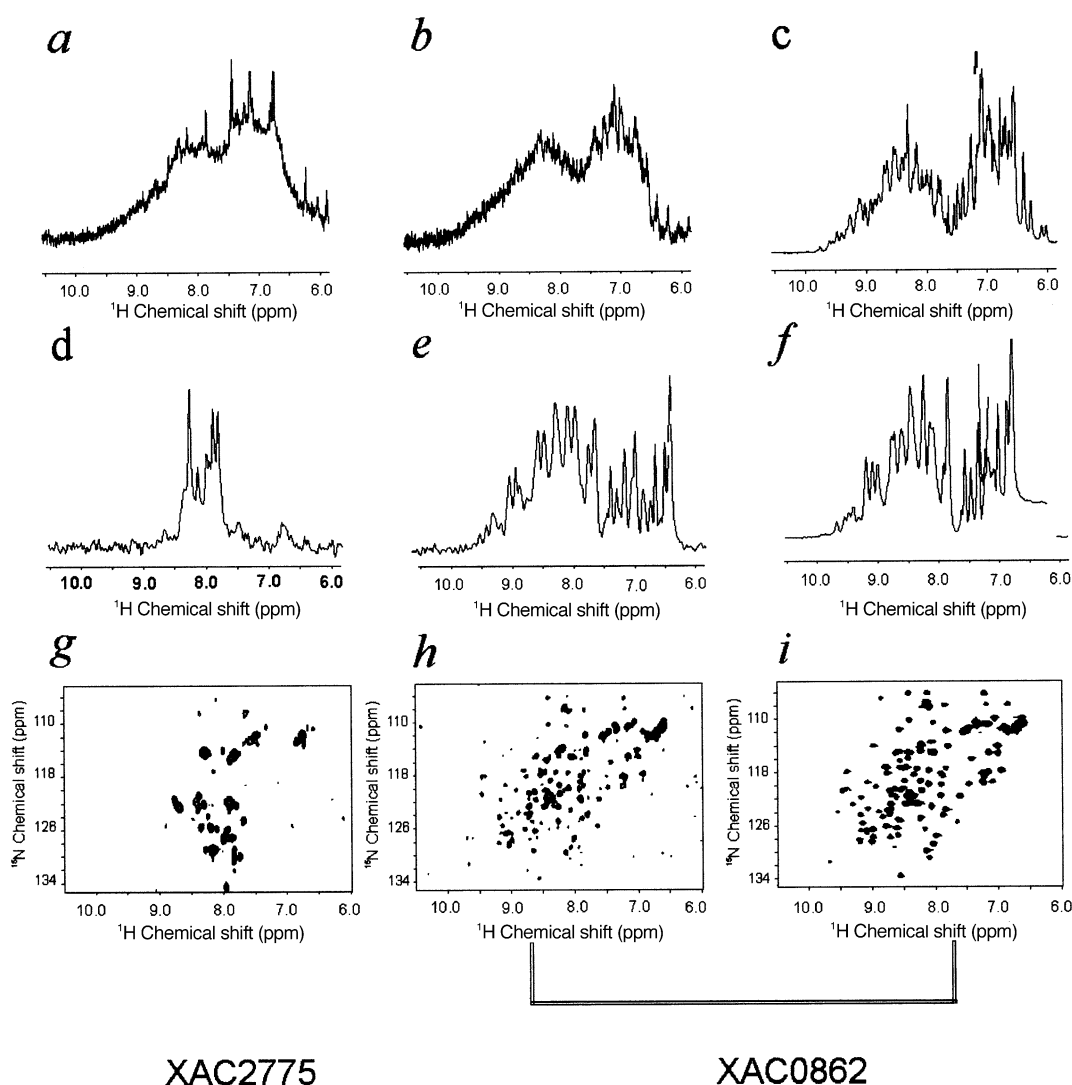 a
b
c
10.0 9.0 8.0 7.0 6.0
¹H Chemical shift (ppm)
10.0 9.0 8.0 7.0 6.0
¹H Chemical shift (ppm)
10.0 9.0 8.0 7.0 6.0
¹H Chemical shift (ppm)
d
e
f
10.0 9.0 8.0 7.0 6.0
¹H Chemical shift (ppm)
10.0 9.0 8.0 7.0 6.0
¹H Chemical shift (ppm)
10.0 9.0 8.0 7.0 6.0
¹H Chemical shift (ppm)
g
h
i
¹⁵N Chemical shift (ppm)
110
118
126
134
10.0 9.0 8.0 7.0 6.0
¹H Chemical shift (ppm)
¹⁵N Chemical shift (ppm)
110
118
126
134
10.0 9.0 8.0 7.0 6.0
¹H Chemical shift (ppm)
¹⁵N Chemical shift (ppm)
110
118
126
134
10.0 9.0 8.0 7.0 6.0
¹H Chemical shift (ppm)
XAC2775
XAC0862